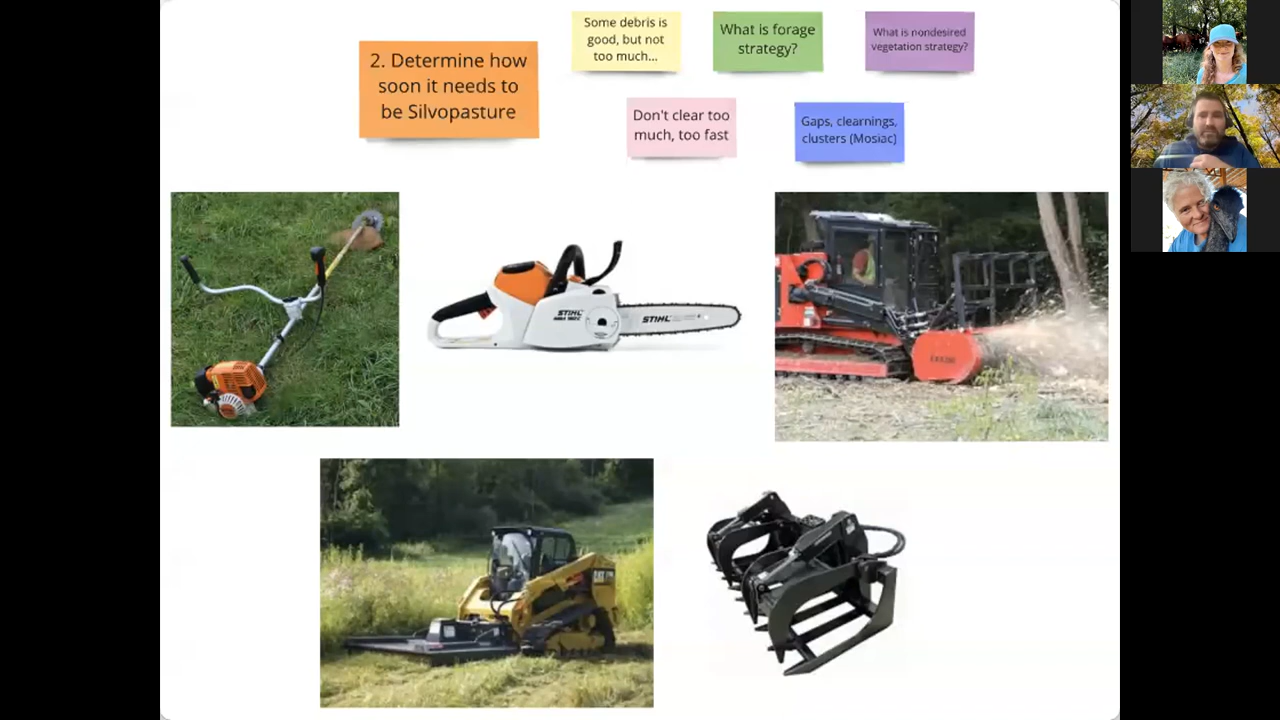 2. Determine how
soon it needs to
be Silvopasture
Some debris is
good, but not
too much...
What is forage
strategy?
What is nondesired
vegetation strategy?
Don't clear too
much, too fast
Gaps, clearnings,
clusters (Mosiac)
STIHL
STIHL
CAT